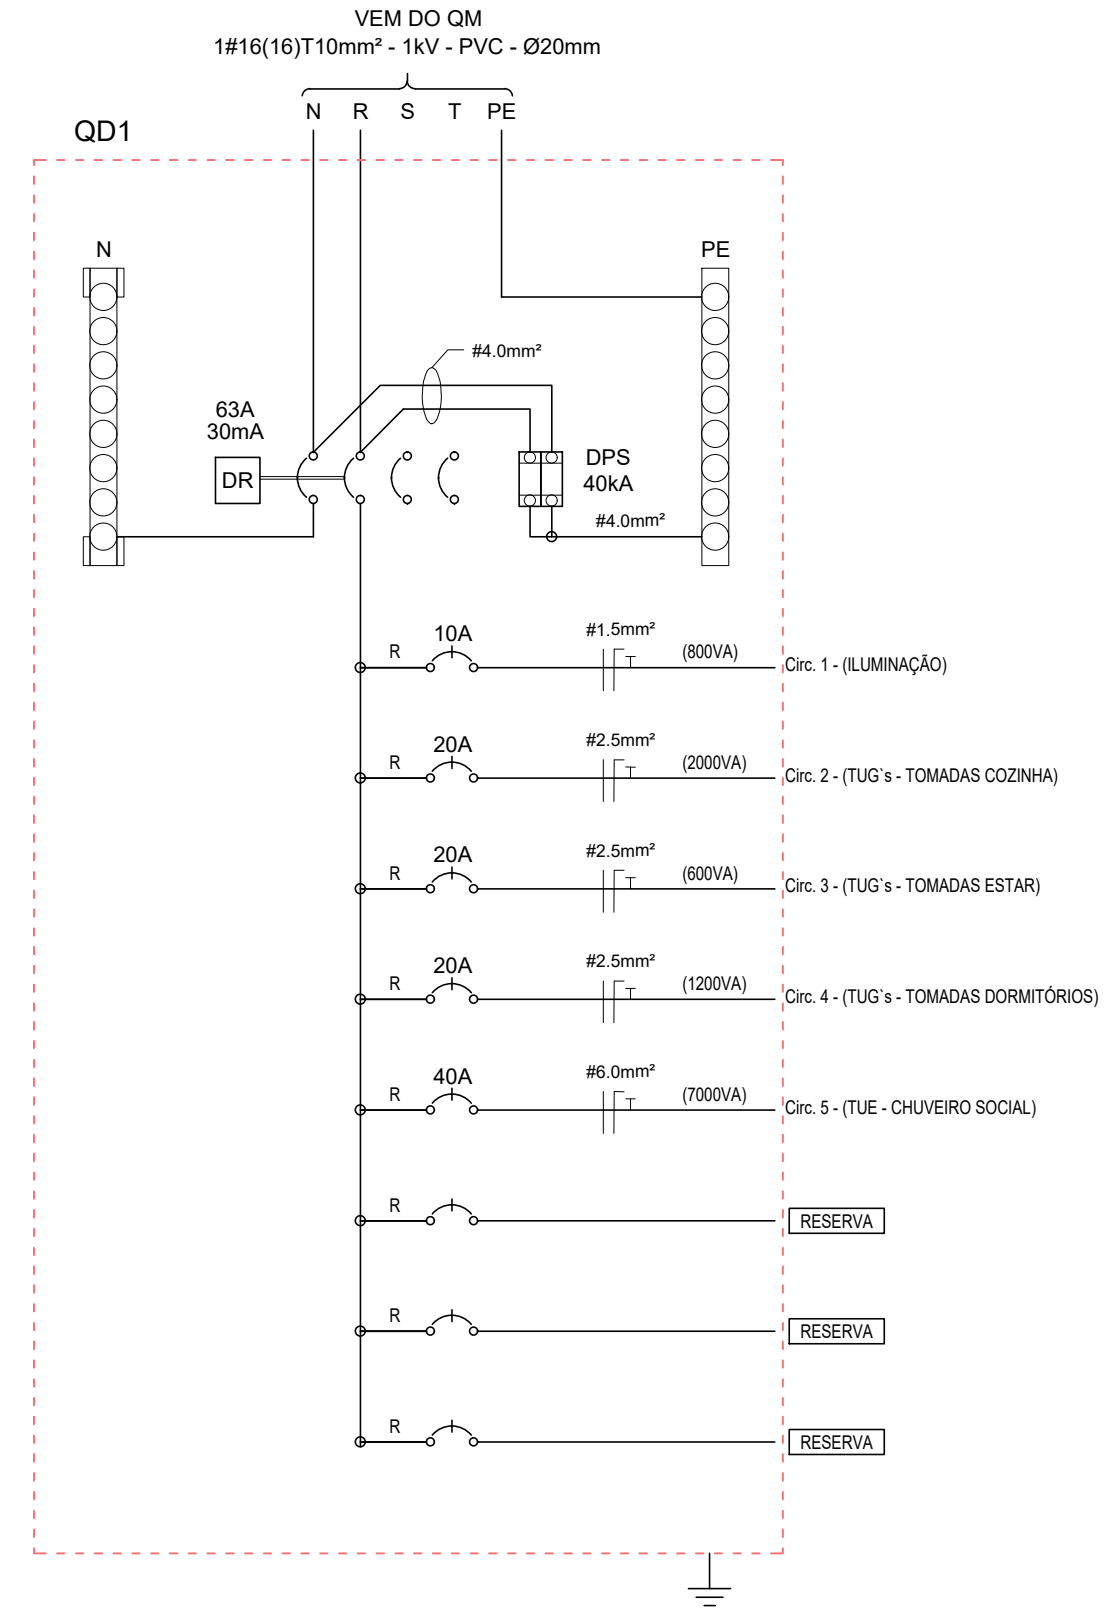 VEM DO QM
1#16(16)T10mm² - 1kV - PVC - Ø20mm
N R S T PE
QD1
N
PE
#4.0mm²
63A
30mA
DR
DPS
40kA
#4.0mm²
R 10A #1.5mm² (800VA) Circ. 1 - (ILUMINAÇÃO)
R 20A #2.5mm² (2000VA) Circ. 2 - (TUG`s - TOMADAS COZINHA)
R 20A #2.5mm² (600VA) Circ. 3 - (TUG`s - TOMADAS ESTAR)
R 20A #2.5mm² (1200VA) Circ. 4 - (TUG`s - TOMADAS DORMITÓRIOS)
R 40A #6.0mm² (7000VA) Circ. 5 - (TUE - CHUVEIRO SOCIAL)
R RESERVA
R RESERVA
R RESERVA